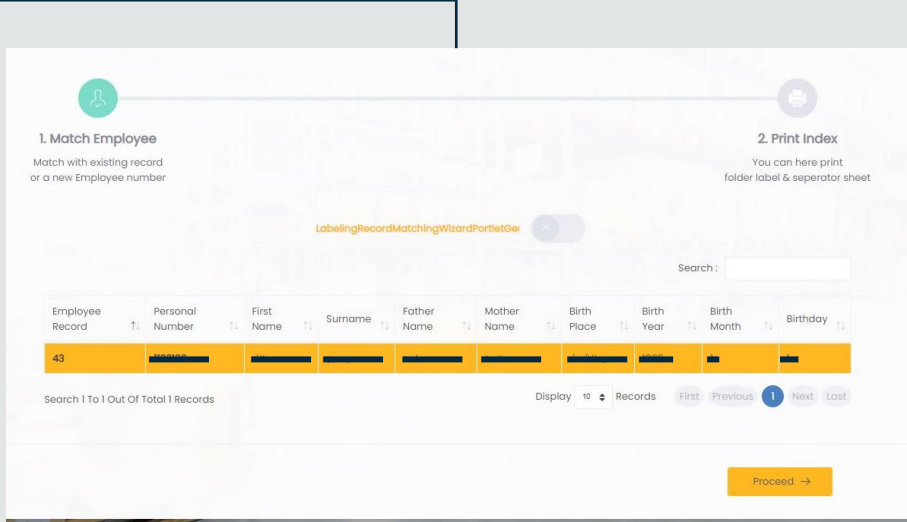 1. Match Employee
Match with existing record
or a new Employee number
2. Print Index
You can here print
folder label & seperator sheet
LabelingRecordMatchingWizardPortletGe
Search :
Employee Record Personal Number First Name Surname Father Name Mother Name Birth Place Birth Year Birth Month Birthday
43
Search 1 To 1 Out Of Total 1 Records
Display 10 Records First Previous 1 Next Last
Proceed →